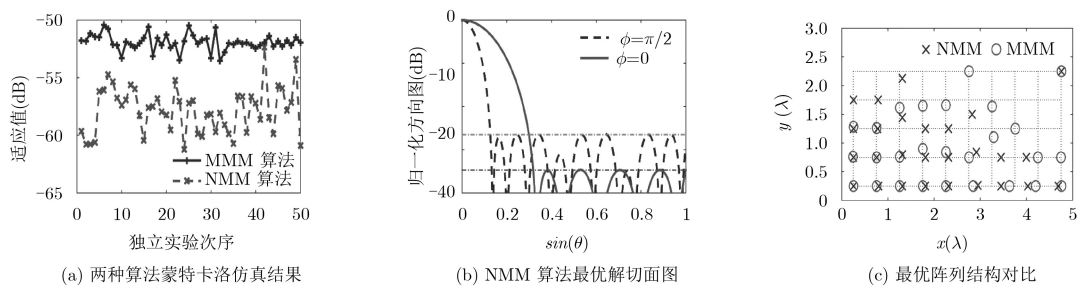 适应值(dB)
-50
-55
-60
-65
MMM 算法
NMM 算法
0
10
20
30
40
50
独立实验次序
(a) 两种算法蒙特卡洛仿真结果
归一化方向图(dB)
0
-10
-20
-30
-40
ϕ=π/2
ϕ=0
0
0.2
0.4
0.6
0.8
1
sin(θ)
(b) NMM 算法最优解切面图
y (λ)
3.0
2.5
2.0
1.5
1.0
0.5
0
NMM
MMM
0
1
2
3
4
5
x(λ)
(c) 最优阵列结构对比